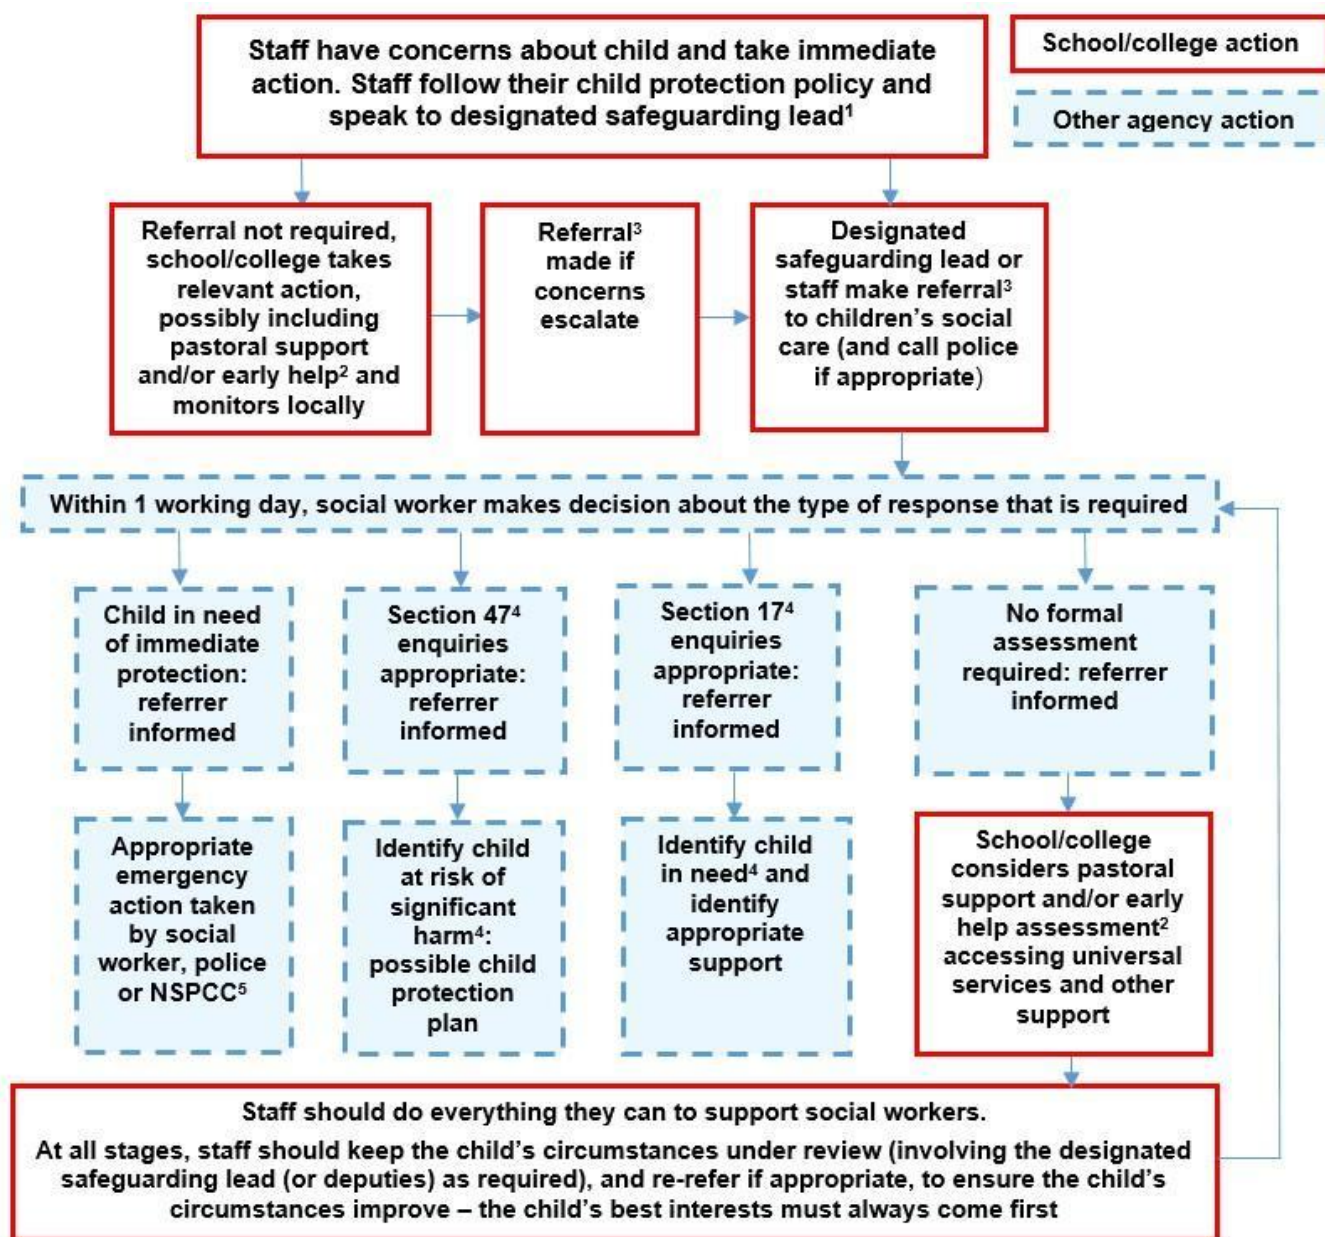 Staff have concerns about child and take immediate
action. Staff follow their child protection policy and
speak to designated safeguarding lead¹
School/college action
Other agency action
Referral not required,
school/college takes
relevant action,
possibly including
pastoral support
and/or early help² and
monitors locally
Referral³
made if
concerns
escalate
Designated
safeguarding lead or
staff make referral³
to children’s social
care (and call police
if appropriate)
Within 1 working day, social worker makes decision about the type of response that is required
Child in need
of immediate
protection:
referrer
informed
Section 47⁴
enquiries
appropriate:
referrer
informed
Section 17⁴
enquiries
appropriate:
referrer
informed
No formal
assessment
required: referrer
informed
Appropriate
emergency
action taken
by social
worker, police
or NSPCC⁵
Identify child
at risk of
significant
harm⁴:
possible child
protection
plan
Identify child
in need⁴ and
identify
appropriate
support
School/college
considers pastoral
support and/or early
help assessment²
accessing universal
services and other
support
Staff should do everything they can to support social workers.
At all stages, staff should keep the child’s circumstances under review (involving the designated
safeguarding lead (or deputies) as required), and re-refer if appropriate, to ensure the child’s
circumstances improve – the child’s best interests must always come first